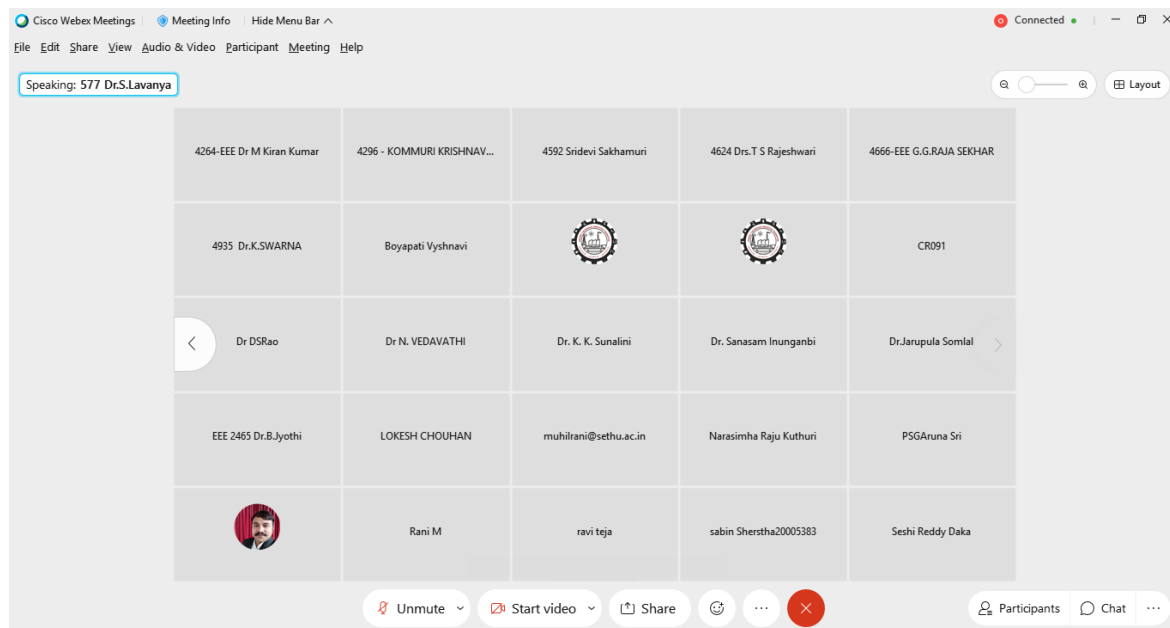 Cisco Webex Meetings Meeting Info Hide Menu Bar Connected
File Edit Share View Audio & Video Participant Meeting Help
Speaking: 577 Dr.S.Lavanya Layout
4264-EEE Dr M Kiran Kumar 4296 - KOMMURI KRISHNAV... 4592 Sridevi Sakhamuri 4624 Drs.T S Rajeshwari 4666-EEE G.G.RAJA SEKHAR
4935 Dr.K.SWARNA Boyapati Vyshnavi CR091
Dr DSRao Dr N. VEDAVATHI Dr. K. K. Sunalini Dr. Sanasam Inunganbi Dr.Jarupula Somlal
EEE 2465 Dr.B.Jyothi LOKESH CHOUHAN muhilrani@sethu.ac.in Narasimha Raju Kuthuri PSGAruna Sri
Rani M ravi teja sabin Sherstha20005383 Seshi Reddy Daka
Unmute Start video Share Participants Chat